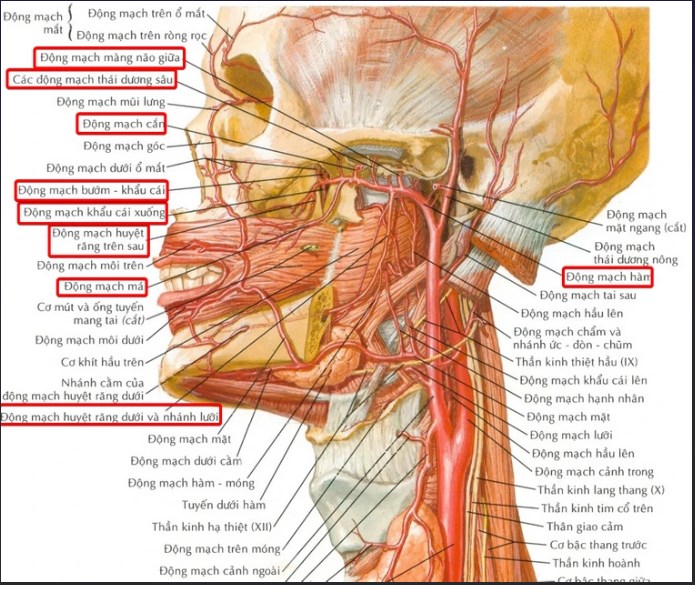 Động mạch mắt
Động mạch trên ổ mắt
Động mạch trên ròng rọc
Động mạch màng não giữa
Các động mạch thái dương sâu
Động mạch mũi lưng
Động mạch cắn
Động mạch góc
Động mạch dưới ổ mắt
Động mạch bướm - khẩu cái
Động mạch khẩu cái xuống
Động mạch huyệt
răng trên sau
Động mạch môi trên
Động mạch má
Cơ mút và ống tuyến
mang tai (cắt)
Động mạch môi dưới
Cơ khít hầu trên
Nhánh cằm của
động mạch huyệt răng dưới
Động mạch huyệt răng dưới và nhánh lưỡi
Động mạch mặt
Động mạch dưới cằm
Động mạch hàm - móng
Tuyến dưới hàm
Thần kinh hạ thiệt (XII)
Động mạch trên móng
Động mạch cảnh ngoài
Động mạch
mặt ngang (cắt)
Động mạch
thái dương nông
Động mạch hàm
Động mạch tai sau
Động mạch hầu lên
Động mạch chẩm và
nhánh ức - đòn - chũm
Thần kinh thiệt hầu (IX)
Động mạch khẩu cái lên
Động mạch hạnh nhân
Động mạch mặt
Động mạch lưỡi
Động mạch hầu lên
Động mạch cảnh trong
Thần kinh lang thang (X)
Thần kinh tim cổ trên
Thân giao cảm
Cơ bậc thang trước
Thần kinh hoành
Cơ bậc thang giữa